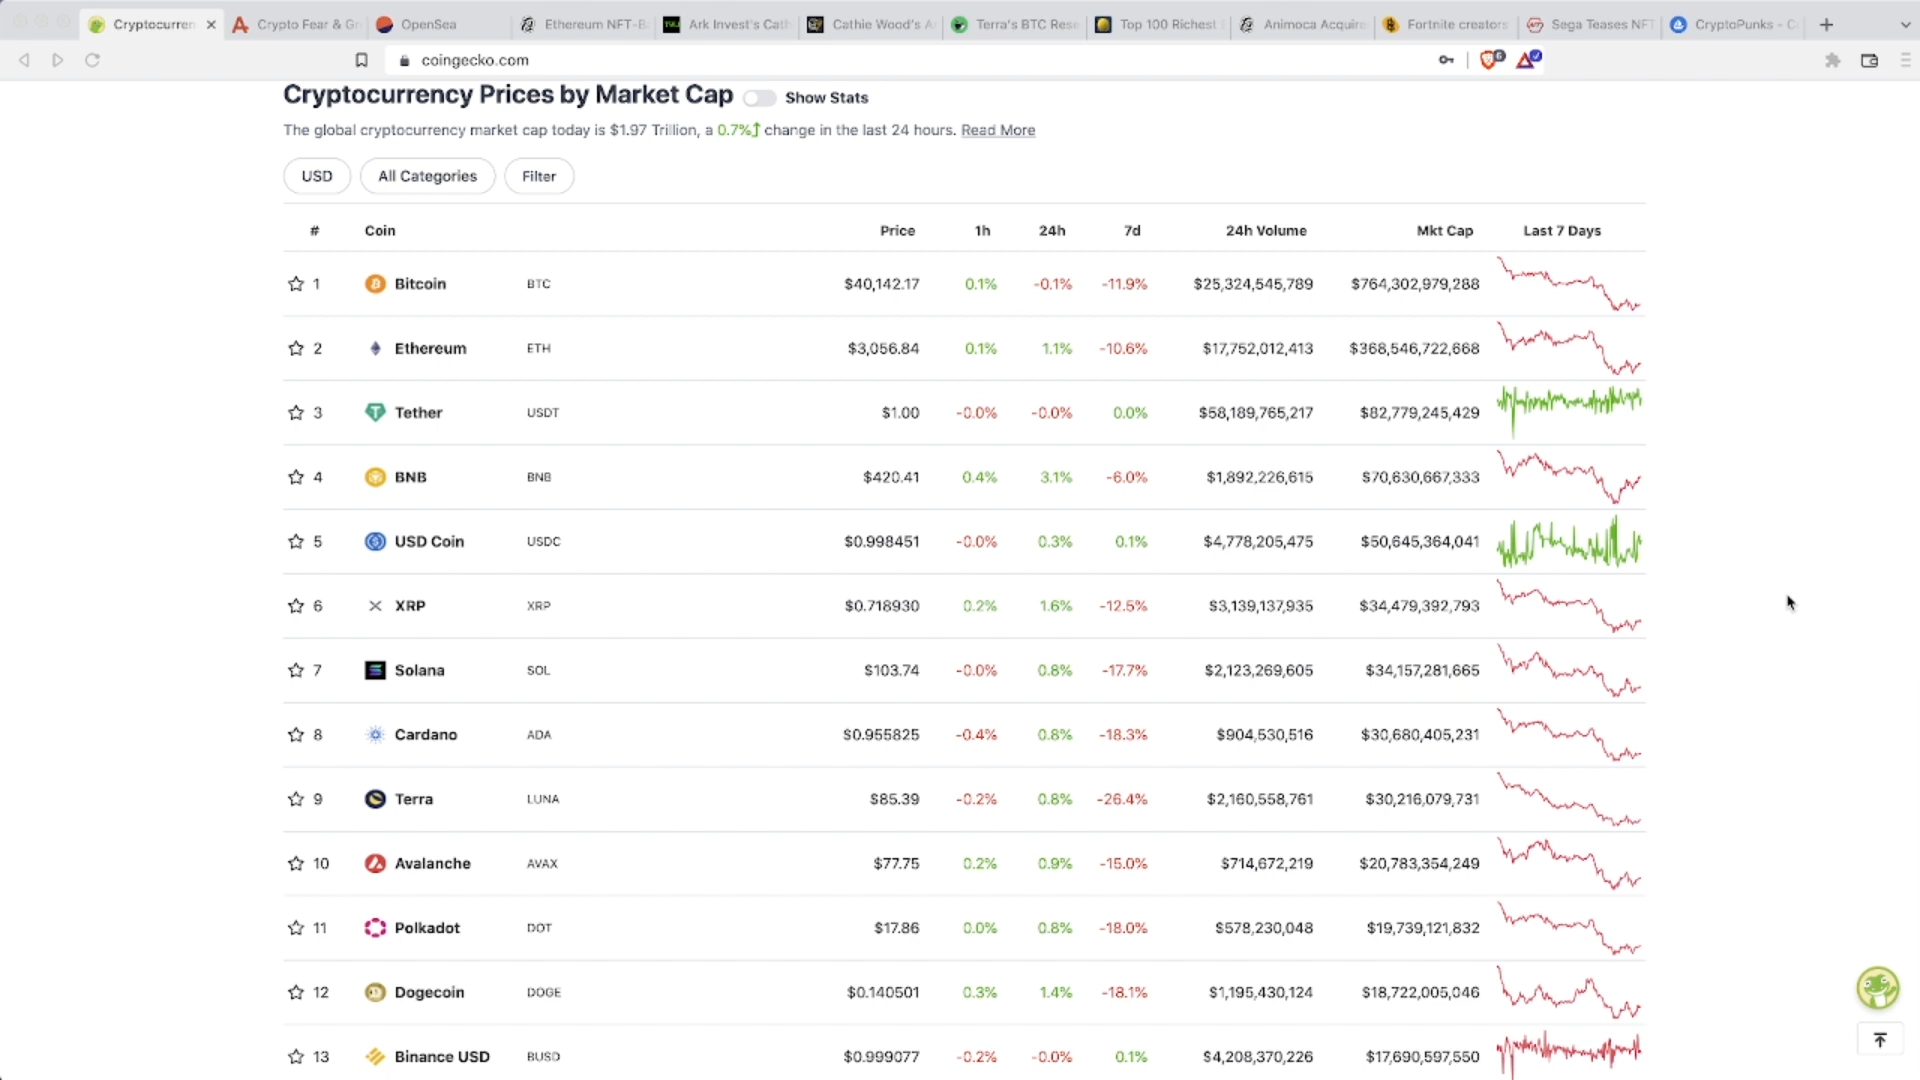 Cryptocurren
Crypto Fear & Gr
OpenSea
Ethereum NFT-B
Ark Invest's Cath
Cathie Wood's A
Terra's BTC Rese
Top 100 Richest
Animoca Acquire
Fortnite creators
Sega Teases NFT
CryptoPunks - C
coingecko.com
Cryptocurrency Prices by Market Cap Show Stats
The global cryptocurrency market cap today is $1.97 Trillion, a 0.7% change in the last 24 hours. Read More
USD All Categories Filter
# Coin Price 1h 24h 7d 24h Volume Mkt Cap Last 7 Days
1 Bitcoin BTC $40,142.17 0.1% -0.1% -11.9% $25,324,545,789 $764,302,979,288
2 Ethereum ETH $3,056.84 0.1% 1.1% -10.6% $17,752,012,413 $368,546,722,668
3 Tether USDT $1.00 -0.0% -0.0% 0.0% $58,189,765,217 $82,779,245,429
4 BNB BNB $420.41 0.4% 3.1% -6.0% $1,892,226,615 $70,630,667,333
5 USD Coin USDC $0.998451 -0.0% 0.3% 0.1% $4,778,205,475 $50,645,364,041
6 XRP XRP $0.718930 0.2% 1.6% -12.5% $3,139,137,935 $34,479,392,793
7 Solana SOL $103.74 -0.0% 0.8% -17.7% $2,123,269,605 $34,157,281,665
8 Cardano ADA $0.955825 -0.4% 0.8% -18.3% $904,530,516 $30,680,405,231
9 Terra LUNA $85.39 -0.2% 0.8% -26.4% $2,160,558,761 $30,216,079,731
10 Avalanche AVAX $77.75 0.2% 0.9% -15.0% $714,672,219 $20,783,354,249
11 Polkadot DOT $17.86 0.0% 0.8% -18.0% $578,230,048 $19,739,121,832
12 Dogecoin DOGE $0.140501 0.3% 1.4% -18.1% $1,195,430,124 $18,722,005,046
13 Binance USD BUSD $0.999077 -0.2% -0.0% 0.1% $4,208,370,226 $17,690,597,550